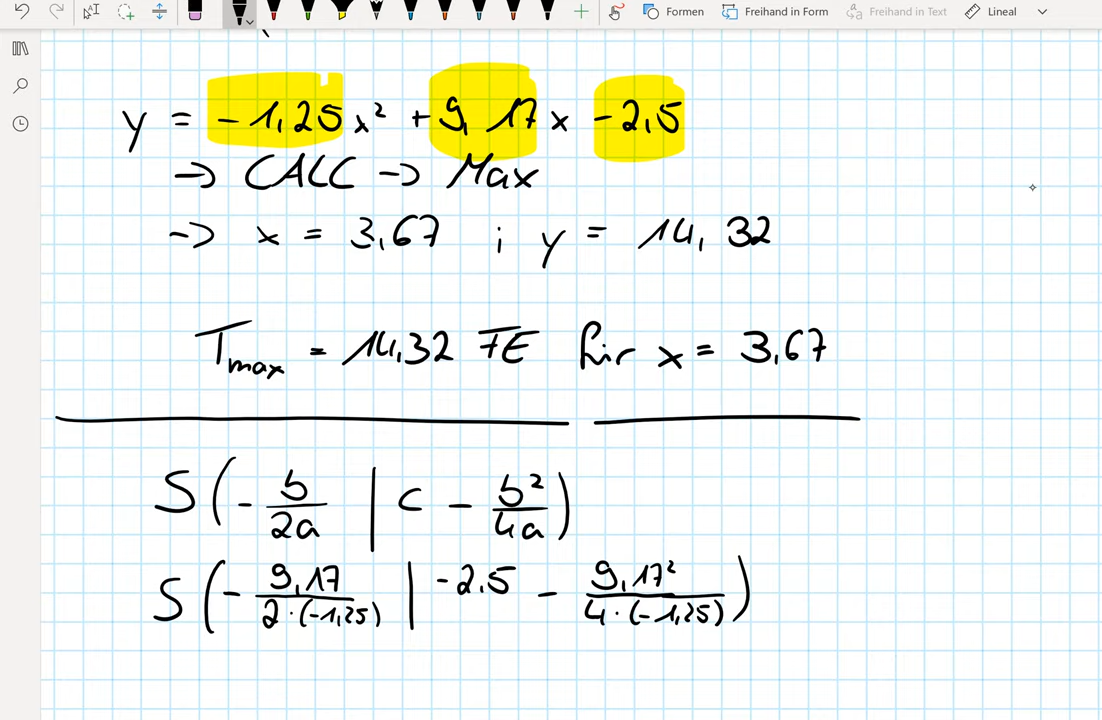 Formen Freihand in Form Freihand in Text Lineal
y = -1,25x² + 9,17x -2,5
-> CALC -> Max
-> x = 3,67 ; y = 14,32
Tmax = 14,32 FE für x = 3,67
S(-b/2a | c - b²/4a)
S(-9,17/2·(-1,25) | -2,5 - 9,17²/4·(-1,25))